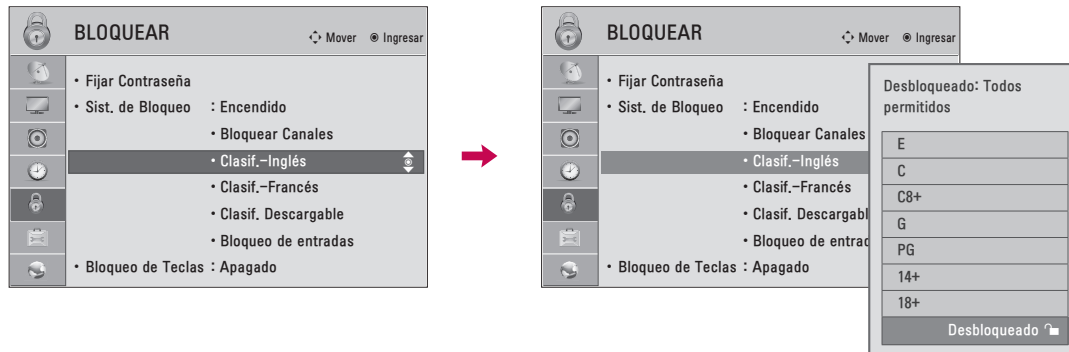 BLOQUEAR
Mover Ingresar
• Fijar Contraseña
• Sist. de Bloqueo : Encendido
• Bloquear Canales
• Clasif.-Inglés
• Clasif.-Francés
• Clasif. Descargable
• Bloqueo de entradas
• Bloqueo de Teclas : Apagado
BLOQUEAR
Mover Ingresar
• Fijar Contraseña
• Sist. de Bloqueo : Encendido
• Bloquear Canales
• Clasif.-Inglés
• Clasif.-Francés
• Clasif. Descargabl
• Bloqueo de entrad
• Bloqueo de Teclas : Apagado
Desbloqueado: Todos
permitidos
E
C
C8+
G
PG
14+
18+
Desbloqueado